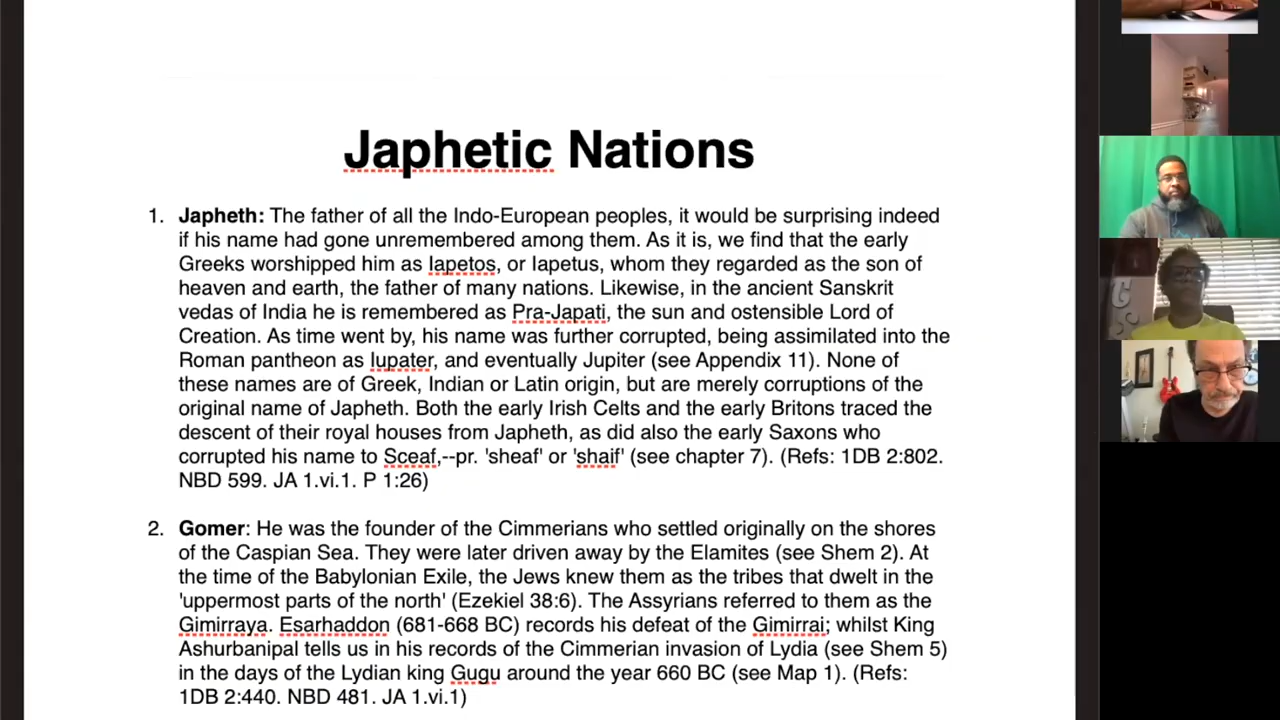 Japhetic Nations
1. Japheth: The father of all the Indo-European peoples, it would be surprising indeed
if his name had gone unremembered among them. As it is, we find that the early
Greeks worshipped him as Iapetos, or Iapetus, whom they regarded as the son of
heaven and earth, the father of many nations. Likewise, in the ancient Sanskrit
vedas of India he is remembered as Pra-Japati, the sun and ostensible Lord of
Creation. As time went by, his name was further corrupted, being assimilated into the
Roman pantheon as Iupater, and eventually Jupiter (see Appendix 11). None of
these names are of Greek, Indian or Latin origin, but are merely corruptions of the
original name of Japheth. Both the early Irish Celts and the early Britons traced the
descent of their royal houses from Japheth, as did also the early Saxons who
corrupted his name to Sceaf,--pr. 'sheaf' or 'shaif' (see chapter 7). (Refs: 1DB 2:802.
NBD 599. JA 1.vi.1. P 1:26)
2. Gomer: He was the founder of the Cimmerians who settled originally on the shores
of the Caspian Sea. They were later driven away by the Elamites (see Shem 2). At
the time of the Babylonian Exile, the Jews knew them as the tribes that dwelt in the
'uppermost parts of the north' (Ezekiel 38:6). The Assyrians referred to them as the
Gimirraya. Esarhaddon (681-668 BC) records his defeat of the Gimirrai; whilst King
Ashurbanipal tells us in his records of the Cimmerian invasion of Lydia (see Shem 5)
in the days of the Lydian king Gugu around the year 660 BC (see Map 1). (Refs:
1DB 2:440. NBD 481. JA 1.vi.1)